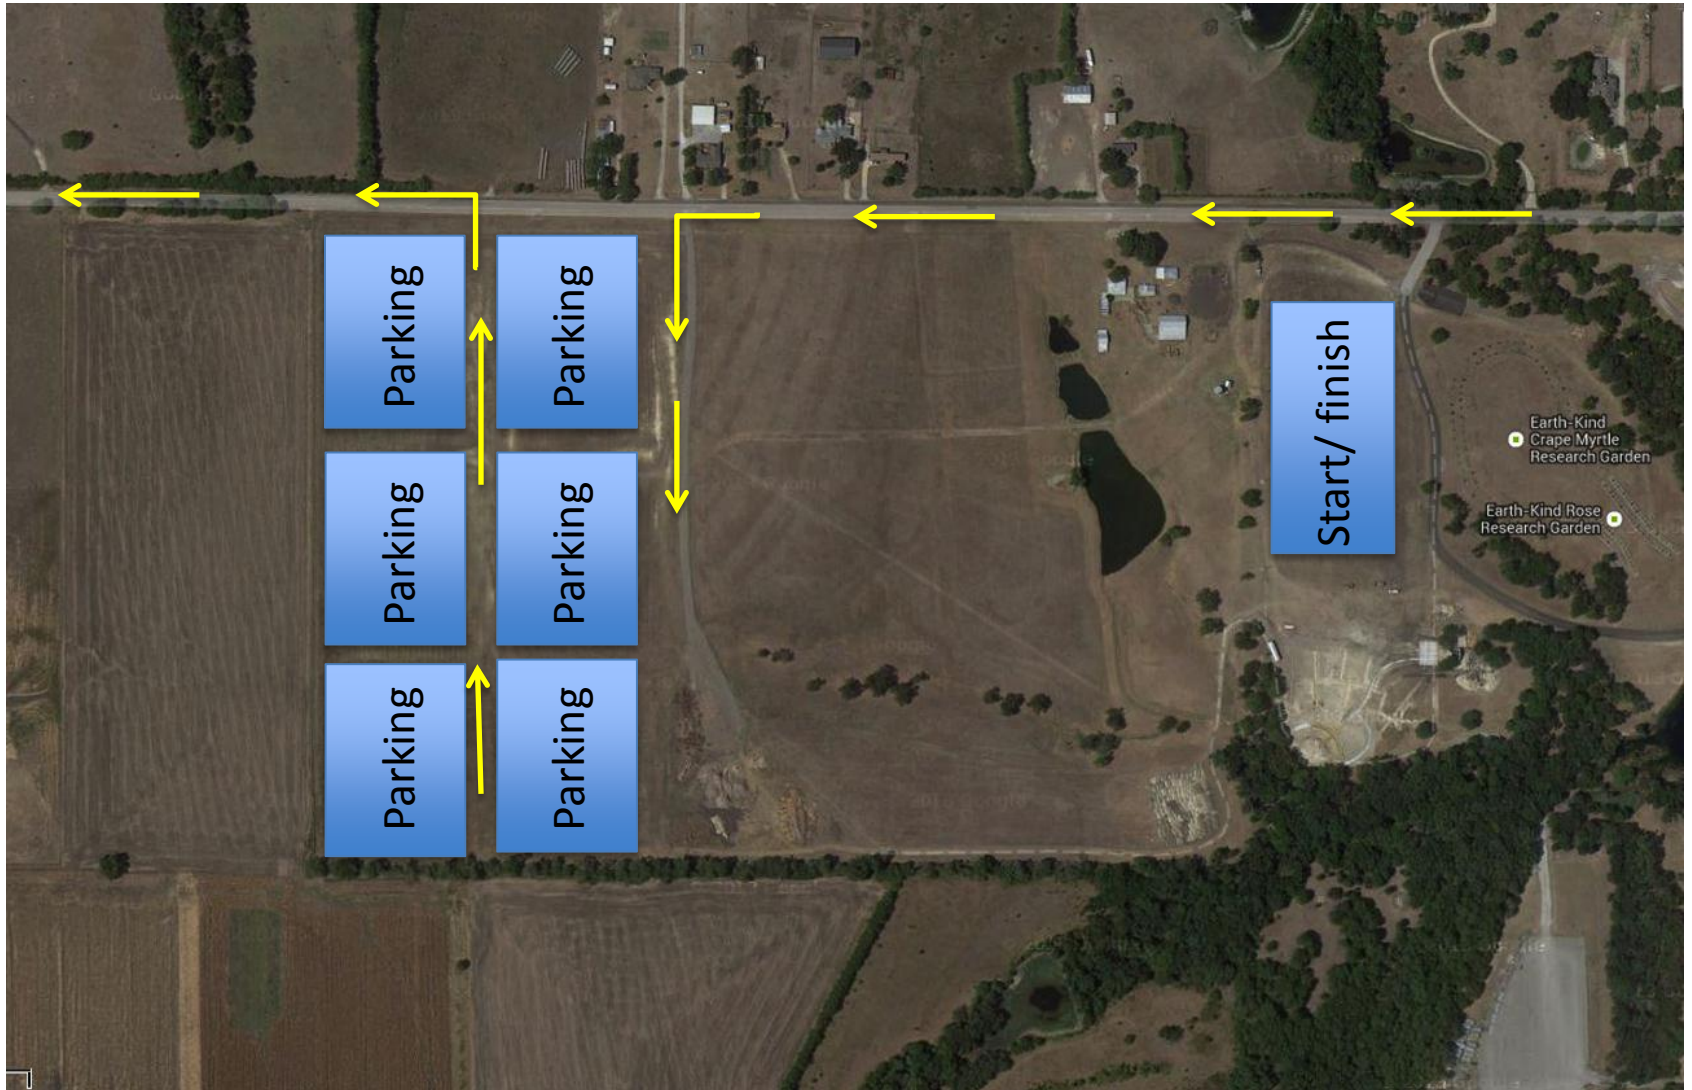 Parking
Parking
Start/ finish
Earth-Kind
Crape Myrtle
Research Garden
Parking
Parking
Earth-Kind Rose
Research Garden
Parking
Parking